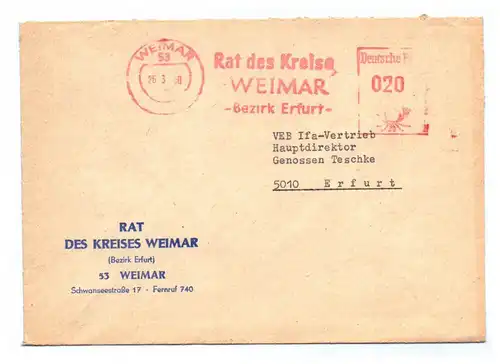 WEIMAR
53
Rat des Kreises
WEIMAR
-Bezirk Erfurt-
Deutsche
020
VEB Ifa-Vertrieb
Hauptdirektor
Genossen Teschke
5010 Erfurt
RAT
DES KREISES WEIMAR
(Bezirk Erfurt)
53 WEIMAR
Schwanseestraße 17 - Fernruf 740